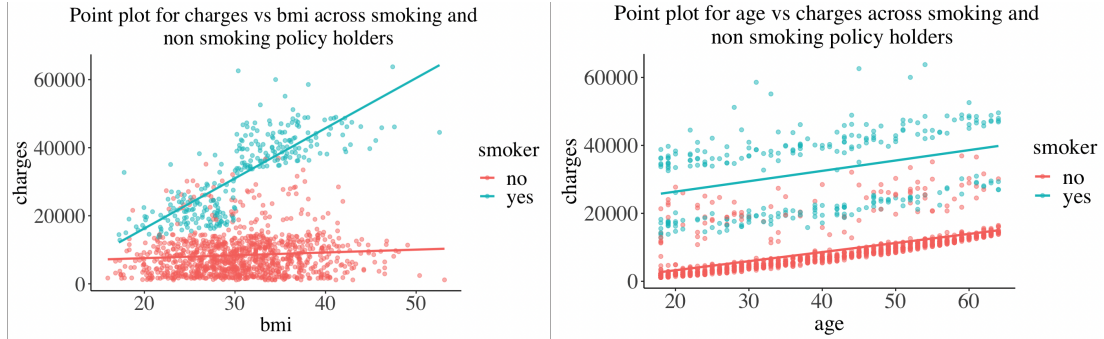 Point plot for charges vs bmi across smoking and
non smoking policy holders
charges
60000
40000
20000
0
20
30
40
50
bmi
smoker
no
yes
Point plot for age vs charges across smoking and
non smoking policy holders
charges
60000
40000
20000
0
20
30
40
50
60
age
smoker
no
yes